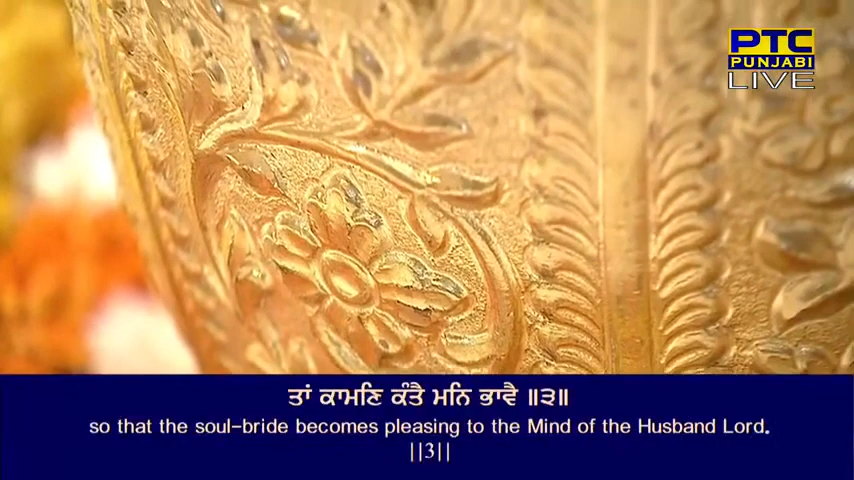 PTC
PUNJABI
LIVE
ਤਾਂ ਕਾਮਣਿ ਕੰਤੈ ਮਨਿ ਭਾਵੈ ॥੩॥
so that the soul-bride becomes pleasing to the Mind of the Husband Lord.
||3||